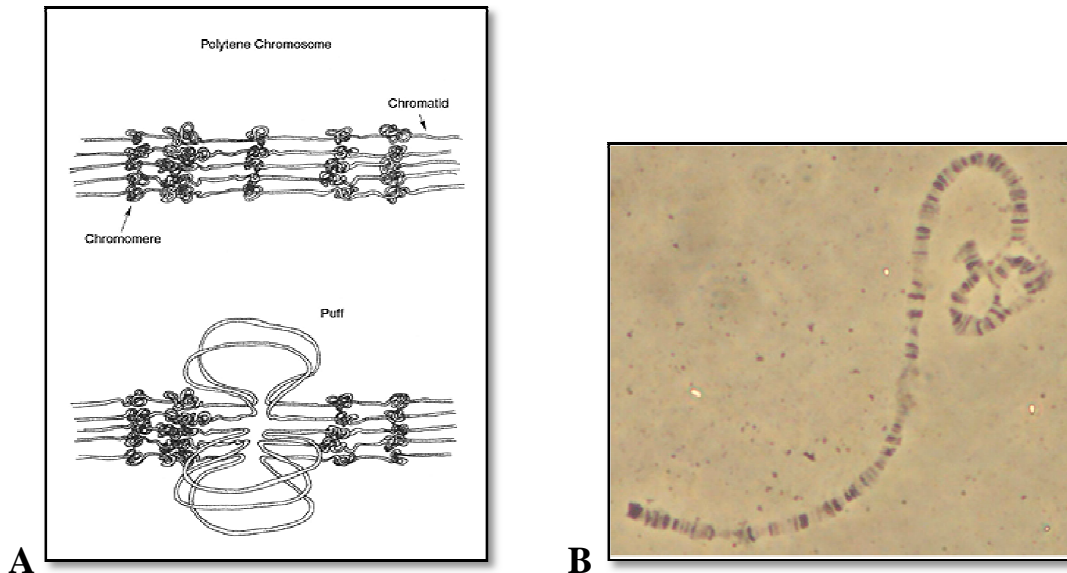 Polytene Chromosome
Chromatid
Chromomere
Puff
A
B